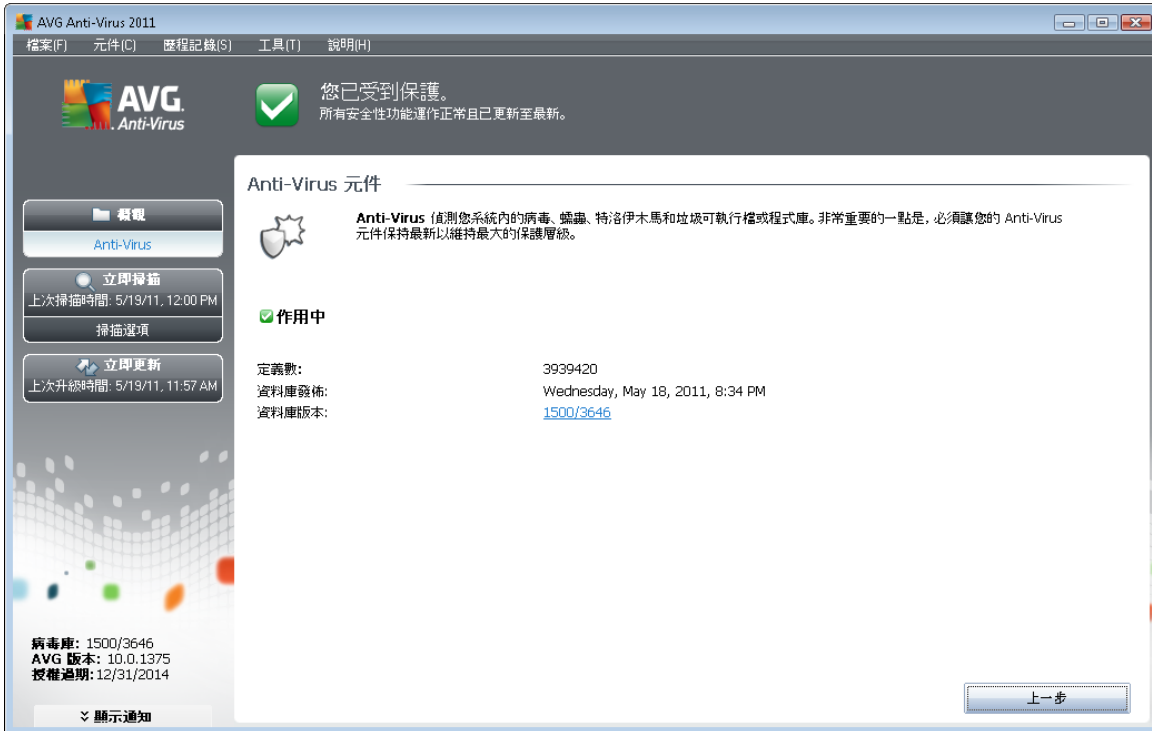 AVG Anti-Virus 2011
檔案(F) 元件(C) 歷程記錄(S) 工具(T) 說明(H)
AVG.
Anti-Virus
您已受到保護。
所有安全性功能運作正常且已更新至最新。
概觀
Anti-Virus
立即掃描
上次掃描時間: 5/19/11, 12:00 PM
掃描選項
立即更新
上次升級時間: 5/19/11, 11:57 AM
病毒庫: 1500/3646
AVG 版本: 10.0.1375
授權過期: 12/31/2014
顯示通知
Anti-Virus 元件
Anti-Virus 偵測您系統內的病毒、蠕蟲、特洛伊木馬和垃圾可執行檔或程式庫。非常重要的一點是, 必須讓您的 Anti-Virus
元件保持最新以維持最大的保護層級。
作用中
定義數: 3939420
資料庫發佈: Wednesday, May 18, 2011, 8:34 PM
資料庫版本: 1500/3646
上一步